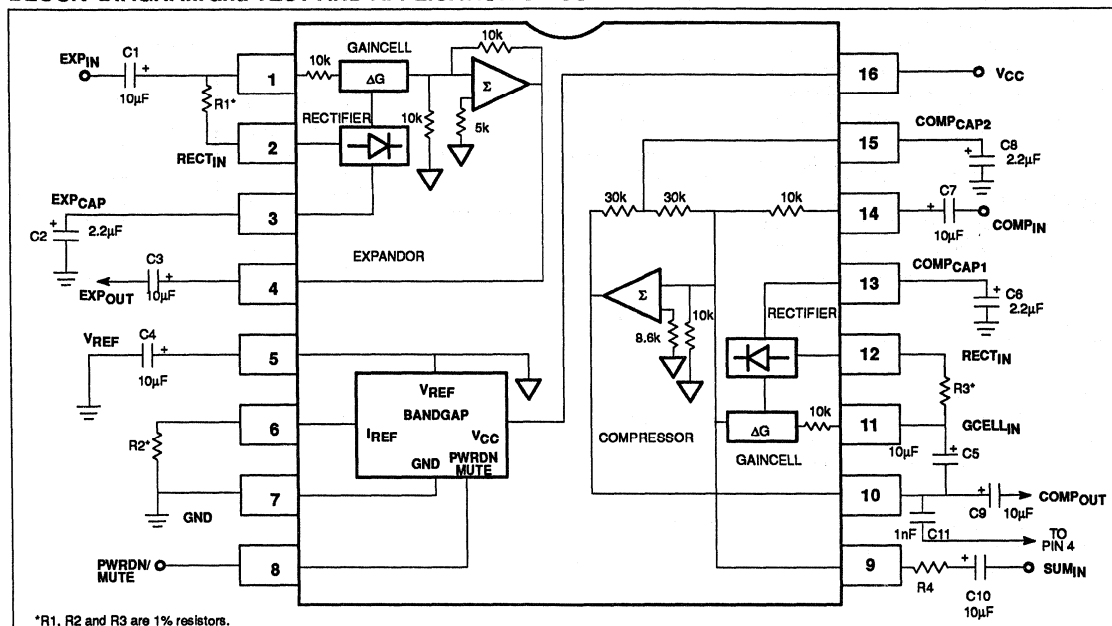 EXPIN
C1
+
10µF
R1*
1
2
RECTIN
EXPCAP
3
C2
+
2.2µF
C3
+
10µF
EXPOUT
4
VREF
C4
+
10µF
5
6
R2*
7
GND
PWRDN/
MUTE
8
*R1, R2 and R3 are 1% resistors.
GAINCELL
10k
ΔG
10k
Σ
RECTIFIER
10k
5k
EXPANDOR
VREF
BANDGAP
IREF
VCC
GND
PWRDN
MUTE
30k
30k
10k
Σ
8.6k
10k
RECTIFIER
COMPRESSOR
ΔG
10k
GAINCELL
16
VCC
15
COMPCAP2
+
C8
2.2µF
14
+
C7
10µF
COMPIN
13
COMPCAP1
+
C6
2.2µF
12
RECTIN
R3*
11
GCELLIN
10µF
+
C5
10
+
C9
10µF
COMPOUT
1nF
C11
TO
PIN 4
9
R4
+
C10
10µF
SUMIN